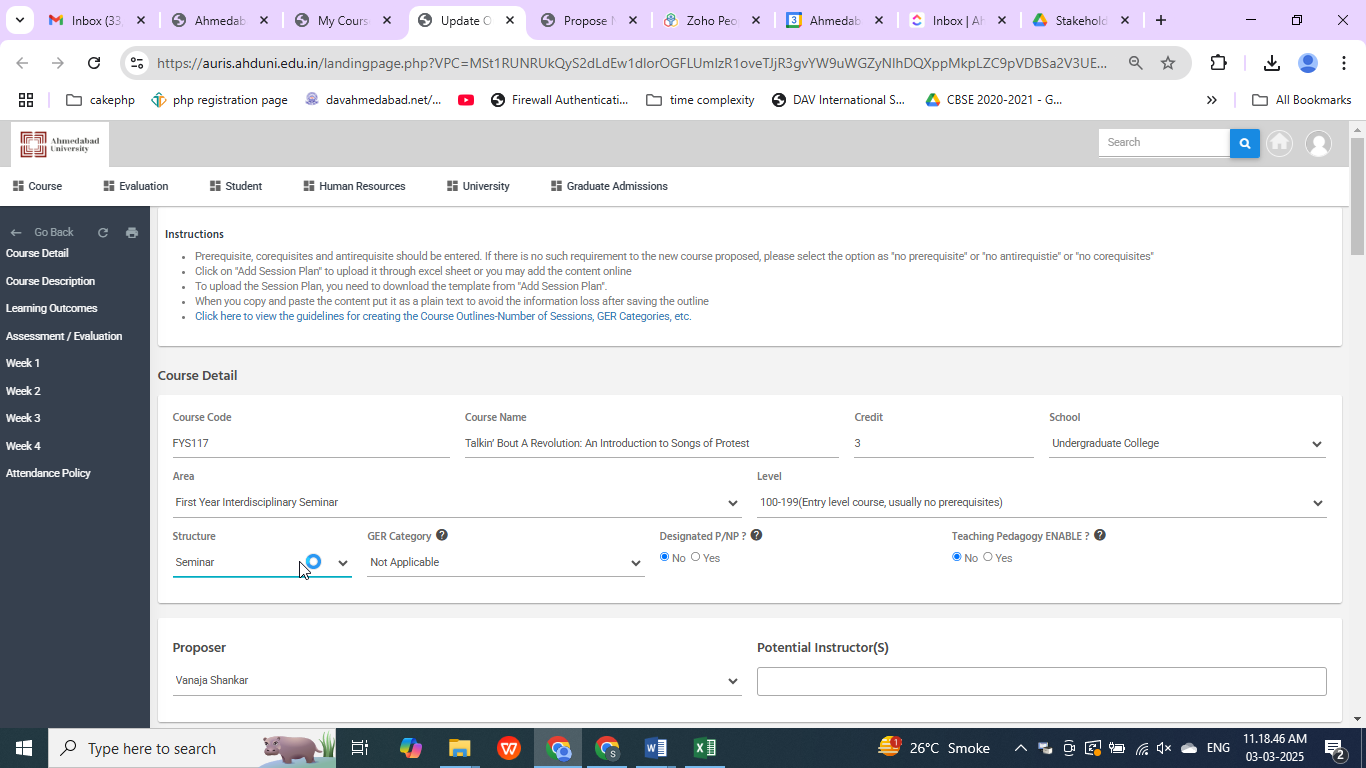 Inbox (33
Ahmedab
My Cours
Update O
Propose N
Zoho Peo
Ahmedab
Inbox | Al
Stakehold
https://auris.ahduni.edu.in/landingpage.php?VPC=MSt1RUNRUkQyS2dLdEw1dlorOGFLUmIzR1oveTJjR3gvYW9uWGZyNlhDQXppMkpLZC9pVDBSa2V3UE...
cakephp
php registration page
davahmedabad.net/...
Firewall Authenticati...
time complexity
DAV International S...
CBSE 2020-2021 - G...
All Bookmarks
Ahmedabad
University
Search
Course
Evaluation
Student
Human Resources
University
Graduate Admissions
Go Back
Course Detail
Course Description
Learning Outcomes
Assessment / Evaluation
Week 1
Week 2
Week 3
Week 4
Attendance Policy
Instructions
Prerequisite, corequisites and antirequisite should be entered. If there is no such requirement to the new course proposed, please select the option as "no prerequisite" or "no antirequistie" or "no corequisites"
Click on "Add Session Plan" to upload it through excel sheet or you may add the content online
To upload the Session Plan, you need to download the template from "Add Session Plan".
When you copy and paste the content put it as a plain text to avoid the information loss after saving the outline
Click here to view the guidelines for creating the Course Outlines-Number of Sessions, GER Categories, etc.
Course Detail
Course Code
Course Name
Credit
School
FYS117
Talkin' Bout A Revolution: An Introduction to Songs of Protest
3
Undergraduate College
Area
Level
First Year Interdisciplinary Seminar
100-199(Entry level course, usually no prerequisites)
Structure
GER Category
Designated P/NP ?
Teaching Pedagogy ENABLE ?
Seminar
Not Applicable
No Yes
No Yes
Proposer
Potential Instructor(S)
Vanaja Shankar
Type here to search
26°C Smoke
ENG
11.18.46 AM
03-03-2025
2